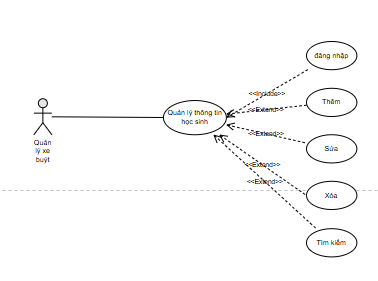 đăng nhập
<<Include>>
Thêm
<<Extend>>
Quản lý thông tin
học sinh
<<Extend>>
Sửa
Quản
lý xe
buýt
<<Extend>>
<<Extend>>
Xóa
Tìm kiếm